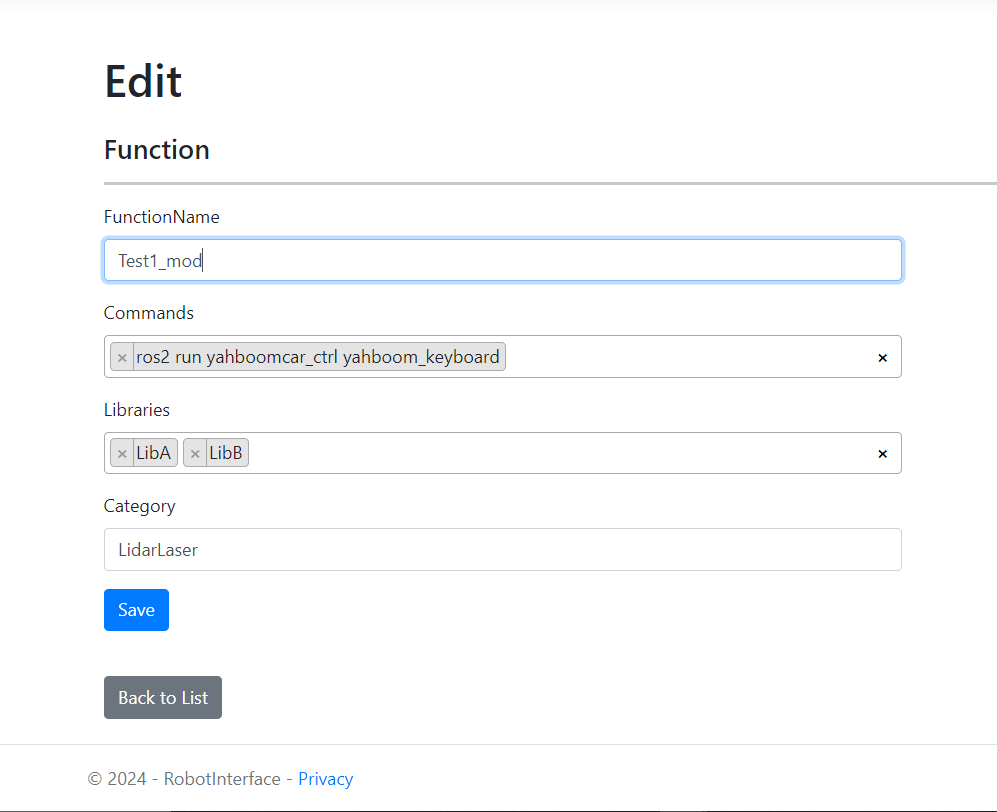 Edit
Function
FunctionName
Test1_mod
Commands
× ros2 run yahboomcar_ctrl yahboom_keyboard ×
Libraries
× LibA × LibB ×
Category
LidarLaser
Save
Back to List
© 2024 - RobotInterface - Privacy